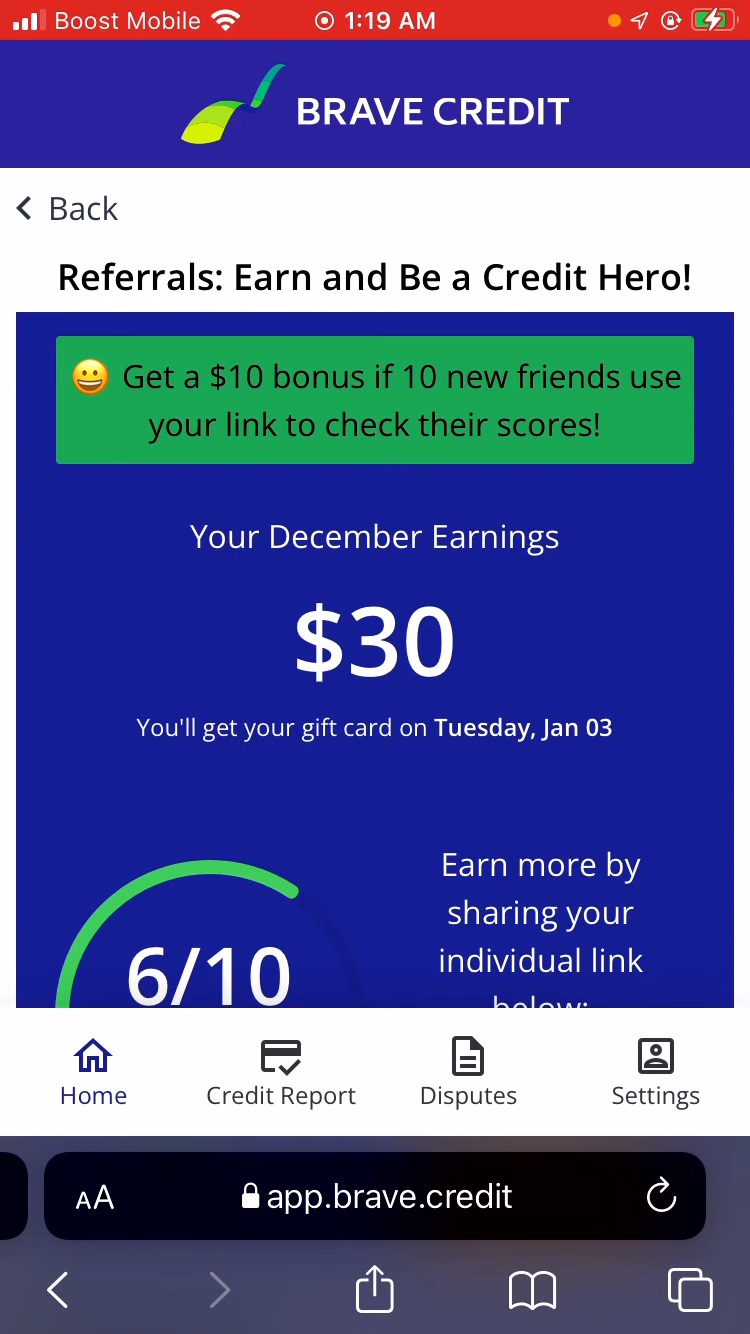 Boost Mobile 1:19 AM
BRAVE CREDIT
Back
Referrals: Earn and Be a Credit Hero!
😀 Get a $10 bonus if 10 new friends use
your link to check their scores!
Your December Earnings
$30
You'll get your gift card on Tuesday, Jan 03
6/10
Earn more by
sharing your
individual link
below:
Home Credit Report Disputes Settings
AA app.brave.credit